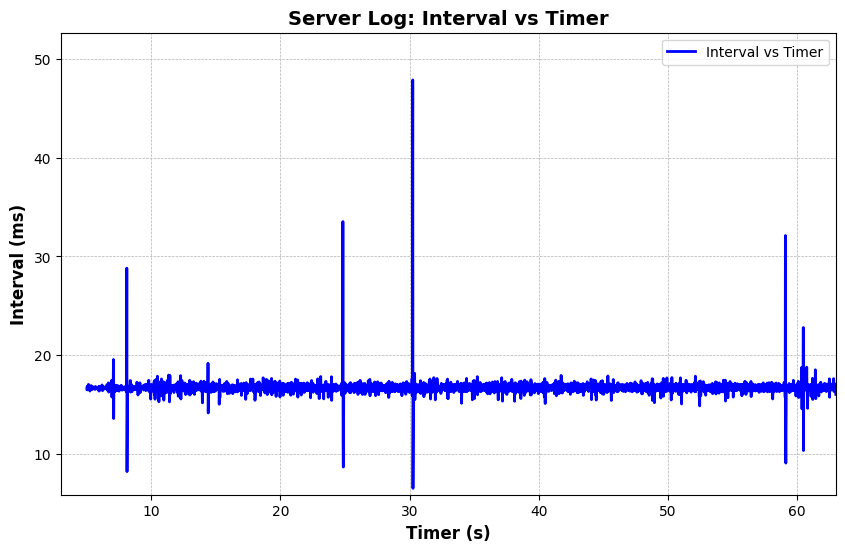 Server Log: Interval vs Timer
Interval vs Timer
50
40
30
20
10
Interval (ms)
10 20 30 40 50 60
Timer (s)